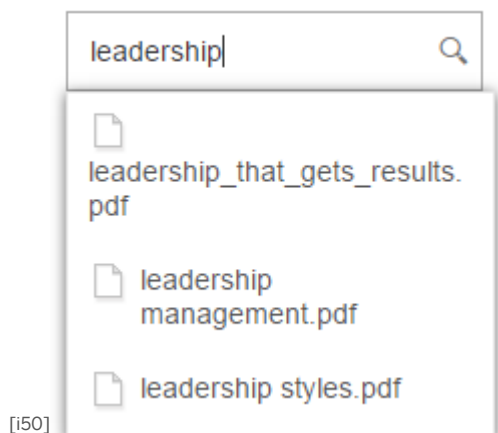 leadership
leadership_that_gets_results.
pdf
leadership
management.pdf
leadership styles.pdf
[i50]